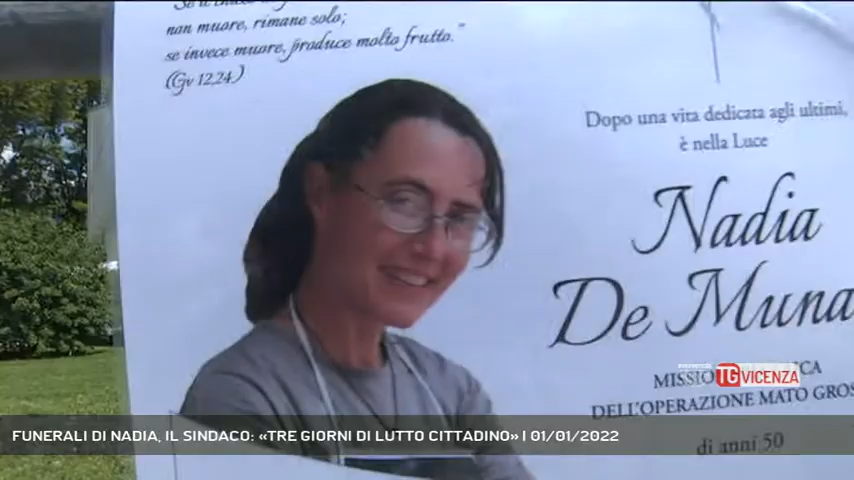 non muore, rimane solo;
se invece muore, produce molto frutto."
(Gv 12,24)
Dopo una vita dedicata agli ultimi,
è nella Luce
Nadia
De Muna
DELL'OPERAZIONE MATO GROS
di anni 50
TG VICENZA
FUNERALI DI NADIA, IL SINDACO: «TRE GIORNI DI LUTTO CITTADINO» | 01/01/2022